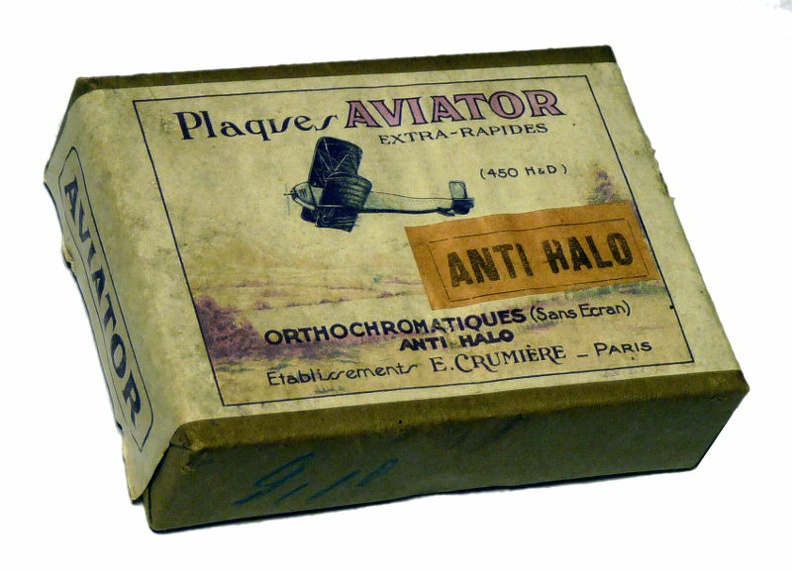 Plaques AVIATOR
EXTRA-RAPIDES
(450 H&D)
ANTI HALO
ORTHOCHROMATIQUES (Sans Ecran)
ANTI HALO
Etablissements E. CRUMIÈRE _ PARIS
AVIATOR